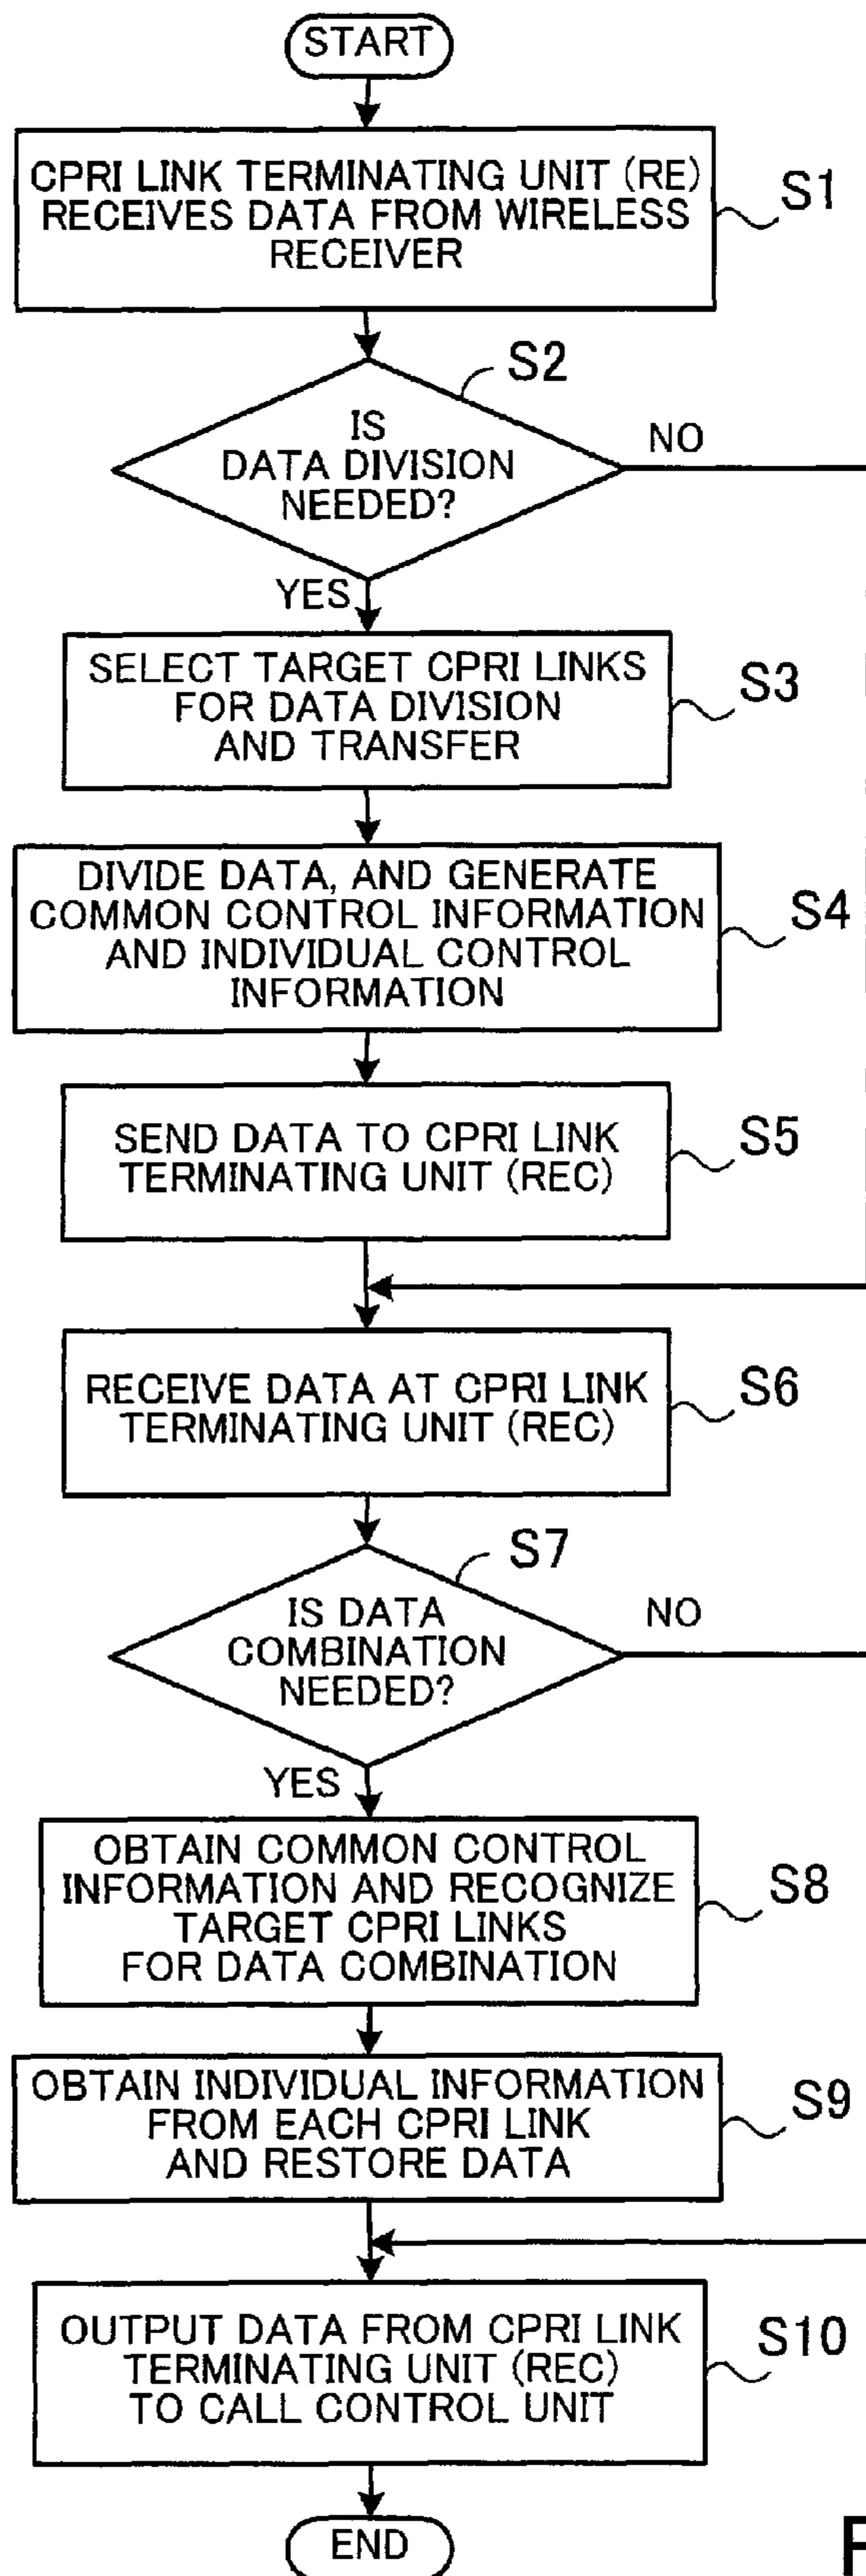 START
CPRI LINK TERMINATING UNIT (RE)
RECEIVES DATA FROM WIRELESS
RECEIVER
S1
S2
IS
DATA DIVISION
NEEDED?
NO
YES
SELECT TARGET CPRI LINKS
FOR DATA DIVISION
AND TRANSFER
S3
DIVIDE DATA, AND GENERATE
COMMON CONTROL INFORMATION
AND INDIVIDUAL CONTROL
INFORMATION
S4
SEND DATA TO CPRI LINK
TERMINATING UNIT (REC)
S5
RECEIVE DATA AT CPRI LINK
TERMINATING UNIT (REC)
S6
S7
IS DATA
COMBINATION
NEEDED?
NO
YES
OBTAIN COMMON CONTROL
INFORMATION AND RECOGNIZE
TARGET CPRI LINKS
FOR DATA COMBINATION
S8
OBTAIN INDIVIDUAL INFORMATION
FROM EACH CPRI LINK
AND RESTORE DATA
S9
OUTPUT DATA FROM CPRI LINK
TERMINATING UNIT (REC)
TO CALL CONTROL UNIT
S10
END